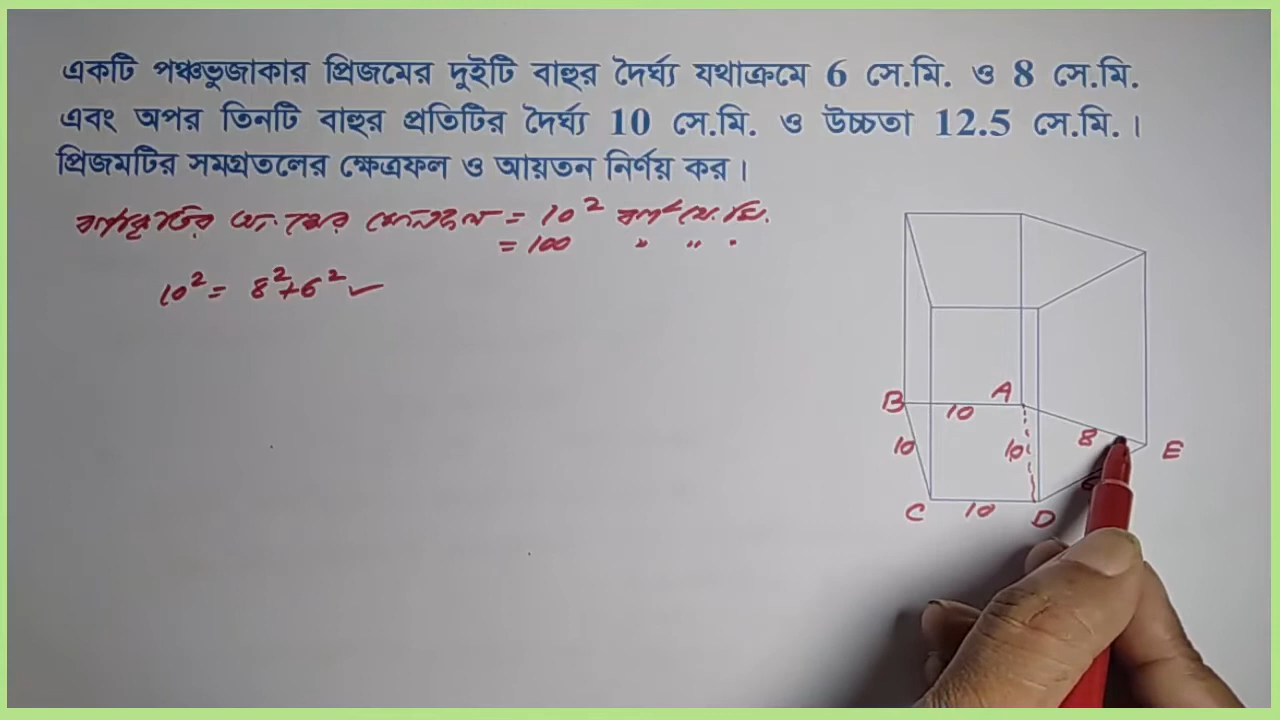 একটি পঞ্চভুজাকার প্রিজমের দুইটি বাহুর দৈর্ঘ্য যথাক্রমে 6 সে.মি. ও 8 সে.মি.
এবং অপর তিনটি বাহুর প্রতিটির দৈর্ঘ্য 10 সে.মি. ও উচ্চতা 12.5 সে.মি.।
প্রিজমটির সমগ্রতলের ক্ষেত্রফল ও আয়তন নির্ণয় কর।
= 10² বর্গ সে. মি.
= 100 " " "
10² = 8²+6² ✓
B 10 A
10 10 8 E
C 10 D